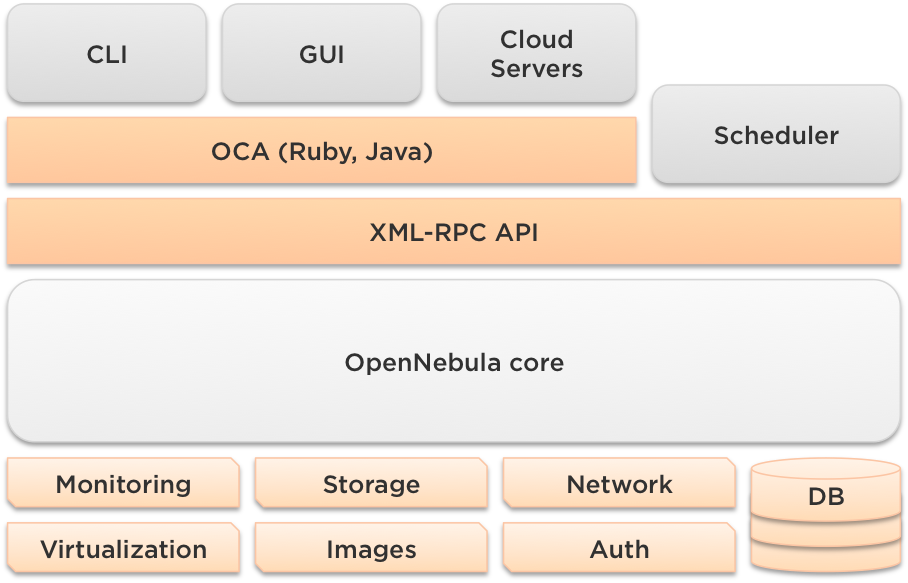 CLI
GUI
Cloud
Servers
Scheduler
OCA (Ruby, Java)
XML-RPC API
OpenNebula core
Monitoring
Storage
Network
DB
Virtualization
Images
Auth